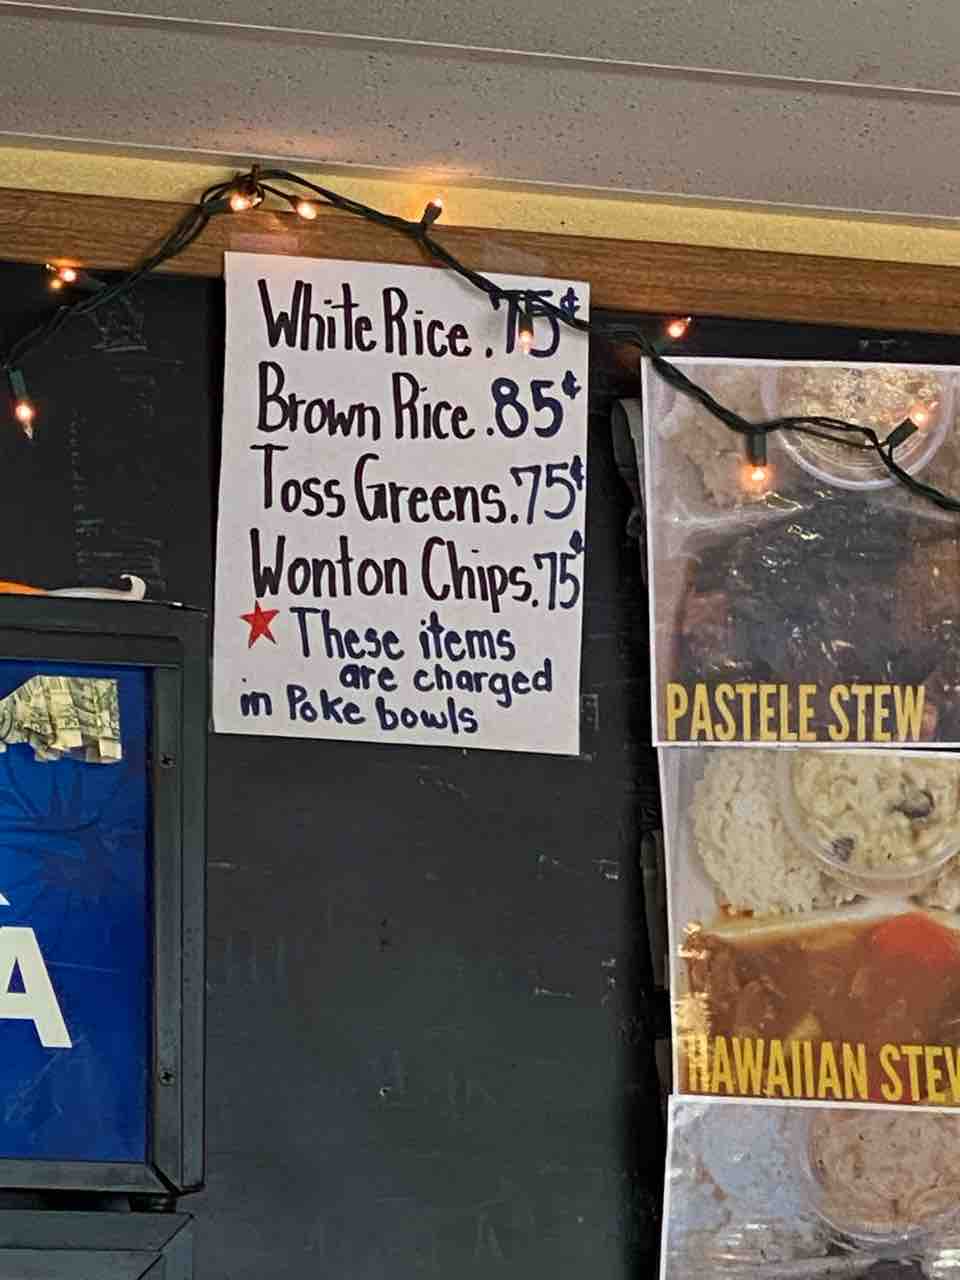 White Rice .75¢
Brown Rice .85¢
Toss Greens .75¢
Wonton Chips .75¢
These items
are charged
in Poke bowls
PASTELE STEW
HAWAIIAN STEW
A